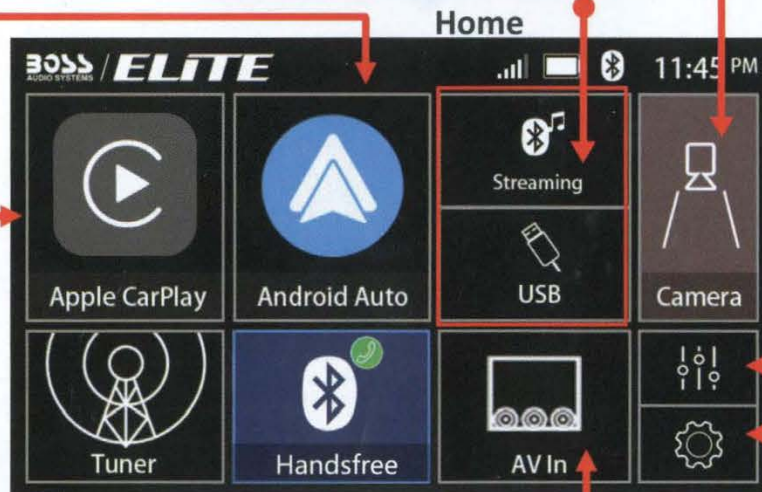 Home
BOSS / ELITE
AUDIO SYSTEMS
11:45 PM
Streaming
Apple CarPlay
Android Auto
USB
Camera
Tuner
Handsfree
AV In